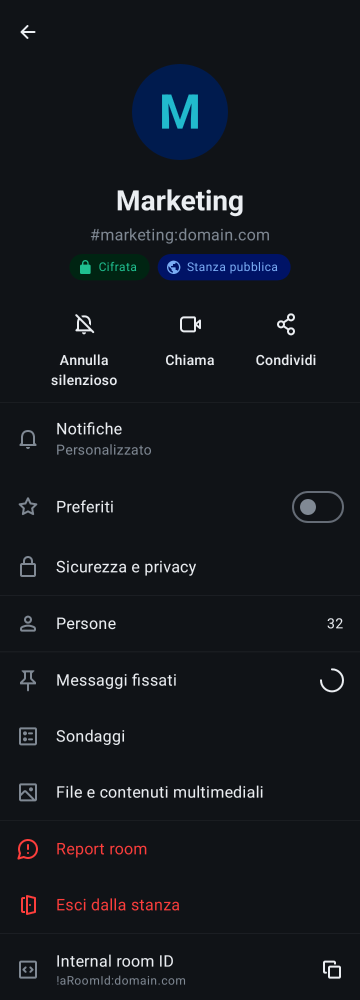 M
Marketing
#marketing:domain.com
Cifrata
Stanza pubblica
Annulla
silenzioso
Chiama
Condividi
Notifiche
Personalizzato
Preferiti
Sicurezza e privacy
Persone
32
Messaggi fissati
Sondaggi
File e contenuti multimediali
Report room
Esci dalla stanza
Internal room ID
!aRoomId:domain.com